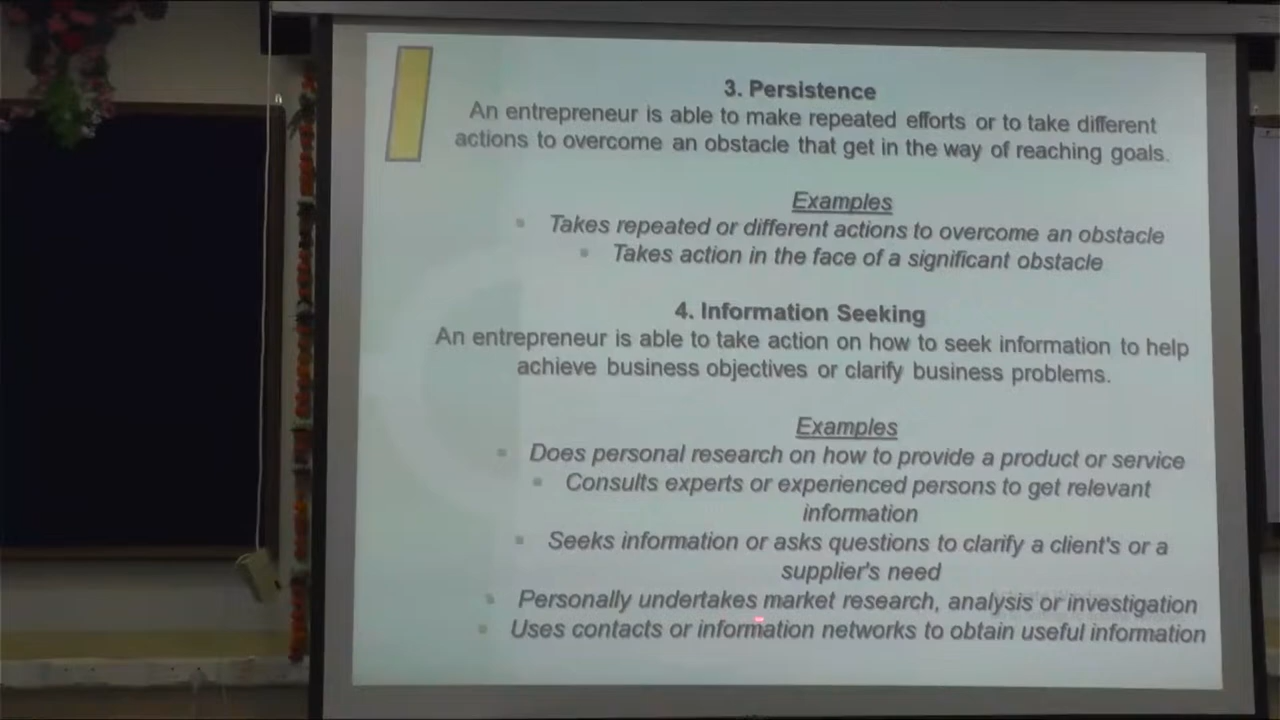 3. Persistence
An entrepreneur is able to make repeated efforts or to take different
actions to overcome an obstacle that get in the way of reaching goals.
Examples
Takes repeated or different actions to overcome an obstacle
Takes action in the face of a significant obstacle
4. Information Seeking
An entrepreneur is able to take action on how to seek information to help
achieve business objectives or clarify business problems.
Examples
Does personal research on how to provide a product or service
Consults experts or experienced persons to get relevant
information
Seeks information or asks questions to clarify a client's or a
supplier's need
Personally undertakes market research, analysis or investigation
Uses contacts or information networks to obtain useful information